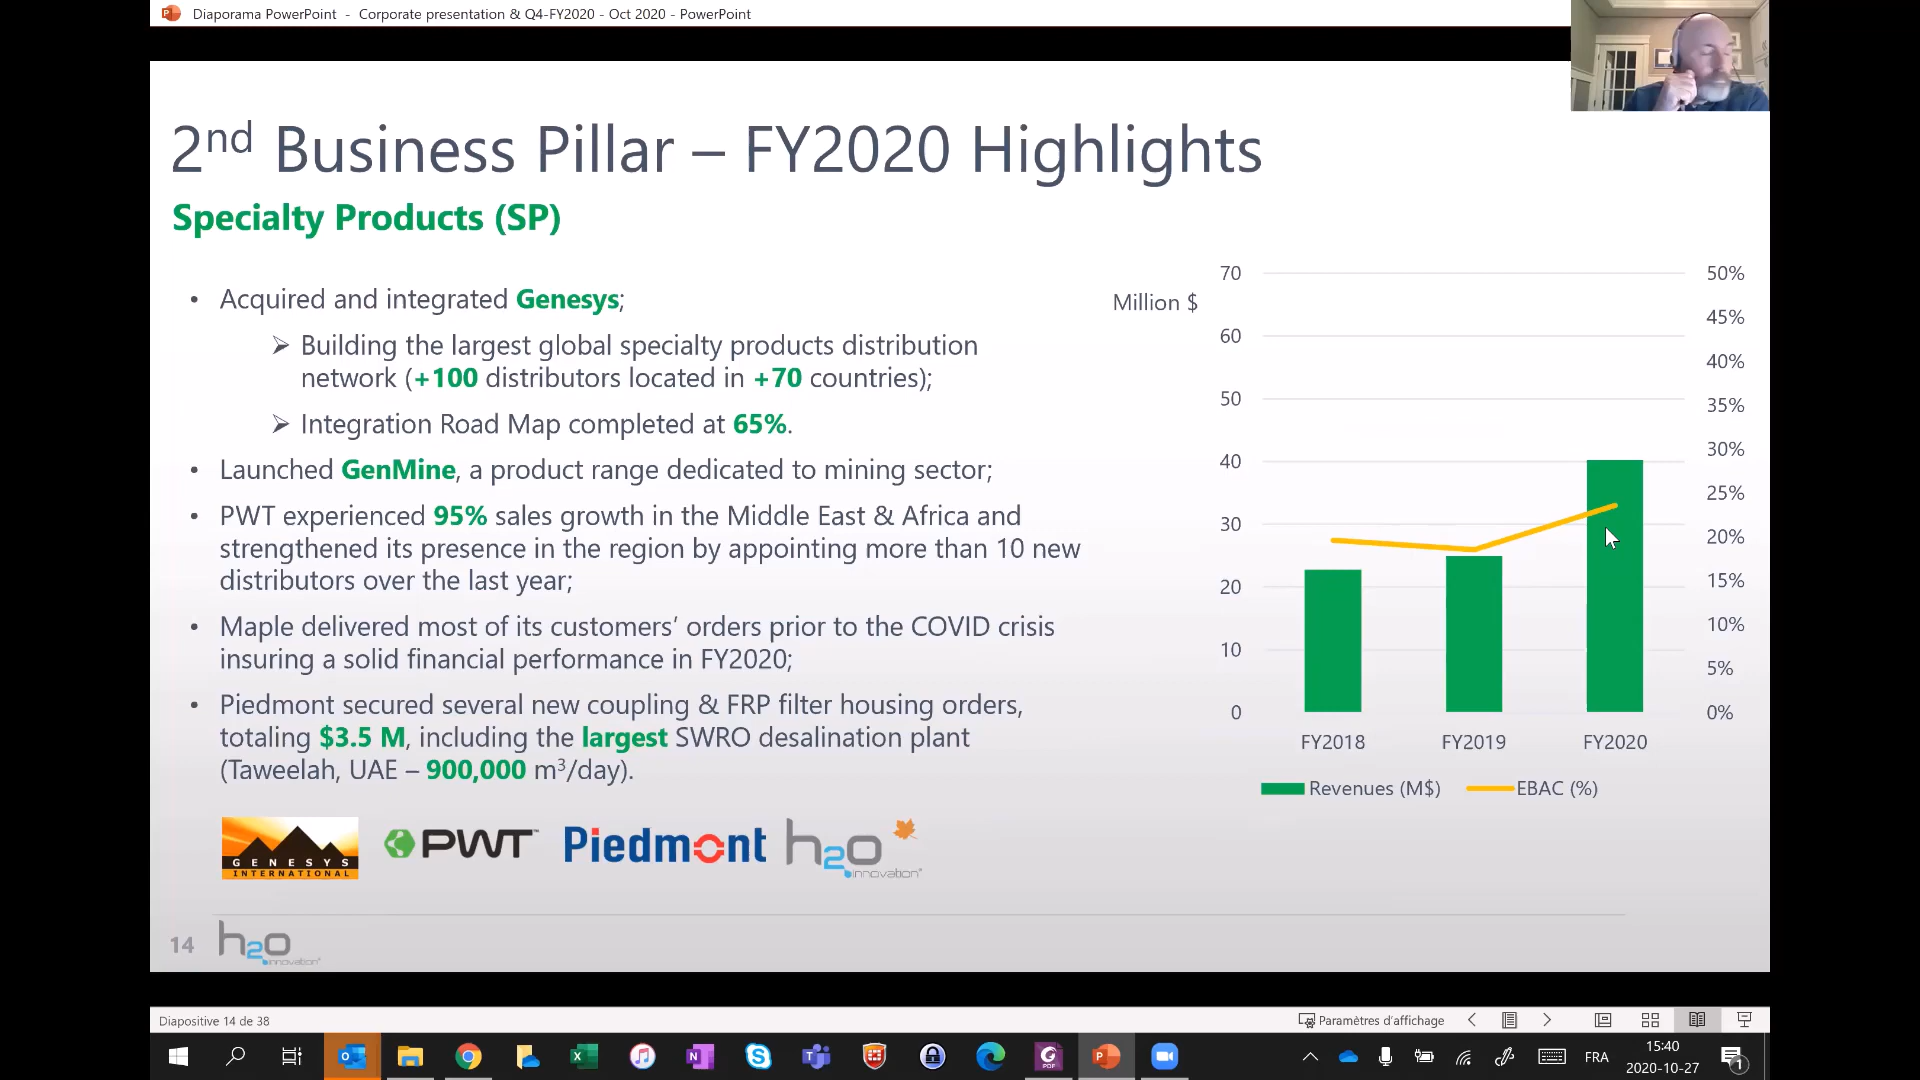 Diaporama PowerPoint - Corporate presentation & Q4-FY2020 - Oct 2020 - PowerPoint
2nd Business Pillar – FY2020 Highlights
Specialty Products (SP)
• Acquired and integrated Genesys;
➢ Building the largest global specialty products distribution
network (+100 distributors located in +70 countries);
➢ Integration Road Map completed at 65%.
• Launched GenMine, a product range dedicated to mining sector;
• PWT experienced 95% sales growth in the Middle East & Africa and
strengthened its presence in the region by appointing more than 10 new
distributors over the last year;
• Maple delivered most of its customers’ orders prior to the COVID crisis
insuring a solid financial performance in FY2020;
• Piedmont secured several new coupling & FRP filter housing orders,
totaling $3.5 M, including the largest SWRO desalination plant
(Taweelah, UAE – 900,000 m³/day).
Million $
70
60
50
40
30
20
10
0
50%
45%
40%
35%
30%
25%
20%
15%
10%
5%
0%
FY2018 FY2019 FY2020
Revenues (M$) EBAC (%)
GENESYS
INTERNATIONAL
PWT™
Piedmont
h2o
innovation
14
h2o
innovation
Diapositive 14 de 38
Paramètres d'affichage
FRA
15:40
2020-10-27
1